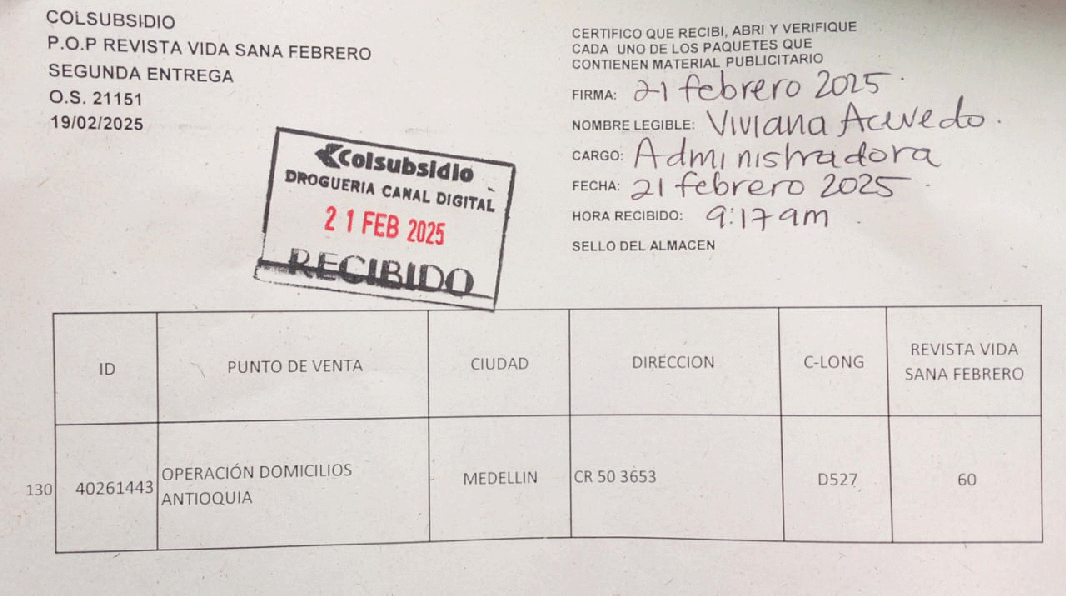 COLSUBSIDIO
P.O.P REVISTA VIDA SANA FEBRERO
SEGUNDA ENTREGA
O.S. 21151
19/02/2025
CERTIFICO QUE RECIBI, ABRI Y VERIFIQUE
CADA UNO DE LOS PAQUETES QUE
CONTIENEN MATERIAL PUBLICITARIO
FIRMA: 21 febrero 2025
NOMBRE LEGIBLE: Viviana Acevedo.
CARGO: Administradora
FECHA: 21 febrero 2025
HORA RECIBIDO: 9:17 am
SELLO DEL ALMACEN
Colsubsidio
DROGUERIA CANAL DIGITAL
21 FEB 2025
RECIBIDO
ID PUNTO DE VENTA CIUDAD DIRECCION C-LONG REVISTA VIDA
SANA FEBRERO
130 40261443 OPERACIÓN DOMICILIOS MEDELLIN CR 50 3653 D527 60
ANTIOQUIA